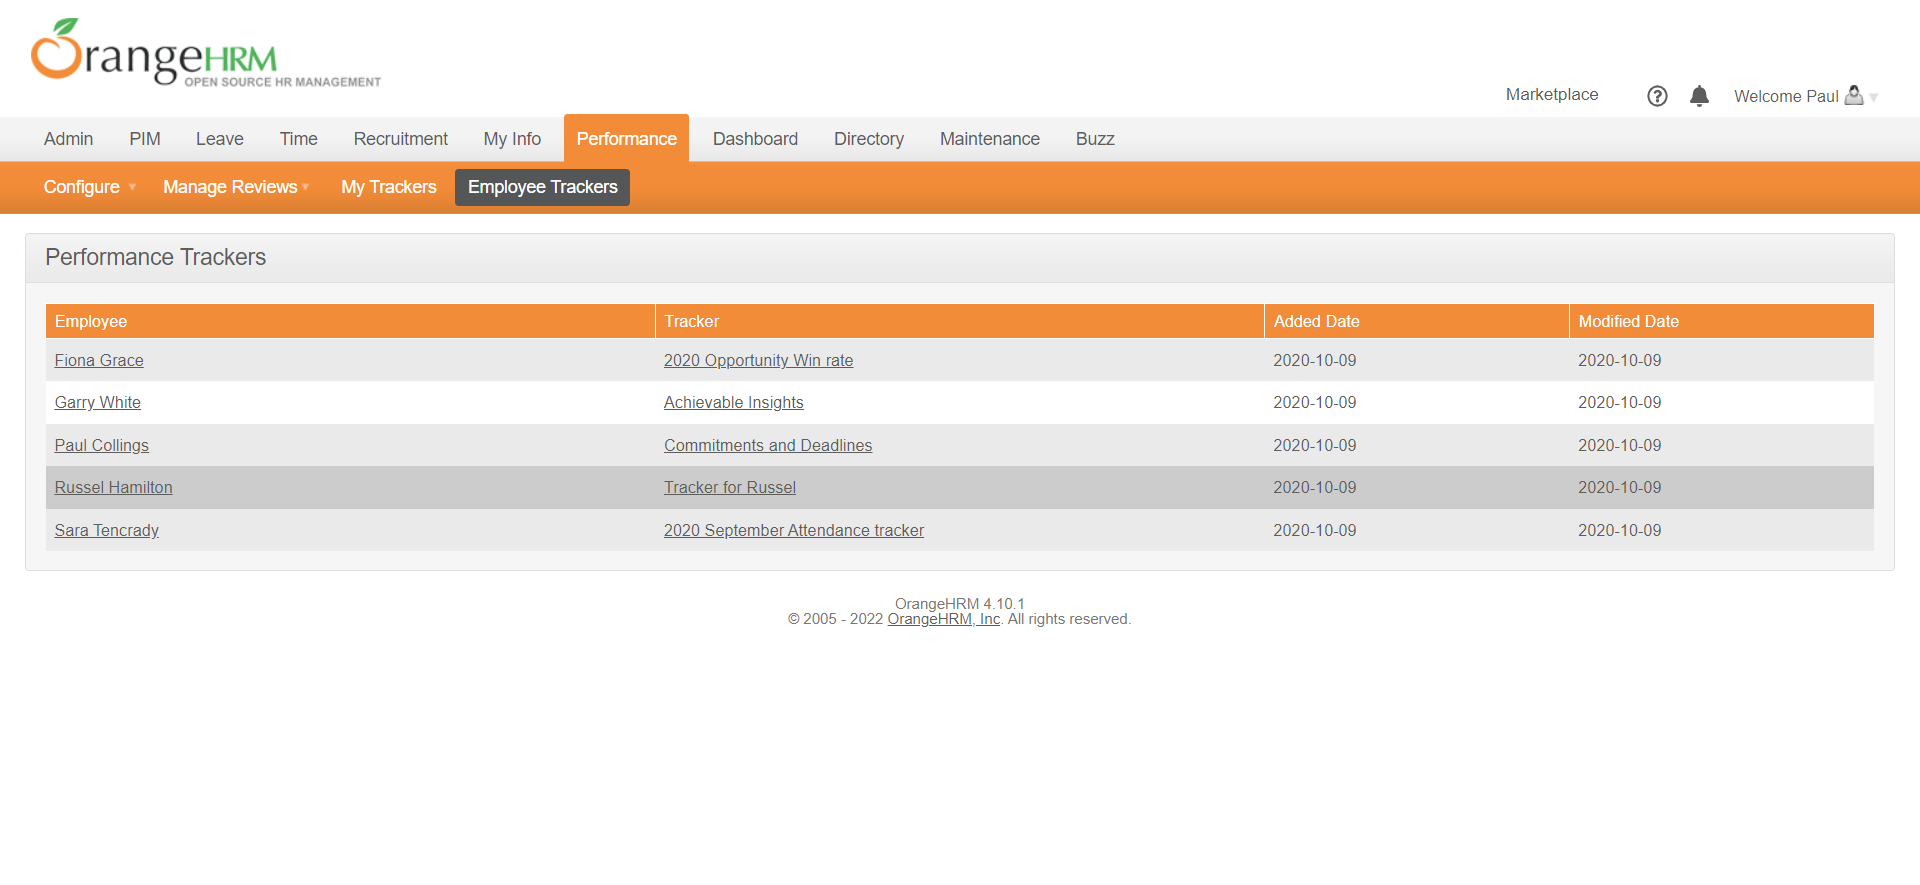 OrangeHRM
OPEN SOURCE HR MANAGEMENT
Marketplace ? Welcome Paul
Admin PIM Leave Time Recruitment My Info Performance Dashboard Directory Maintenance Buzz
Configure Manage Reviews My Trackers Employee Trackers
Performance Trackers
Employee Tracker Added Date Modified Date
Fiona Grace 2020 Opportunity Win rate 2020-10-09 2020-10-09
Garry White Achievable Insights 2020-10-09 2020-10-09
Paul Collings Commitments and Deadlines 2020-10-09 2020-10-09
Russel Hamilton Tracker for Russel 2020-10-09 2020-10-09
Sara Tencrady 2020 September Attendance tracker 2020-10-09 2020-10-09
OrangeHRM 4.10.1
© 2005 - 2022 OrangeHRM, Inc. All rights reserved.